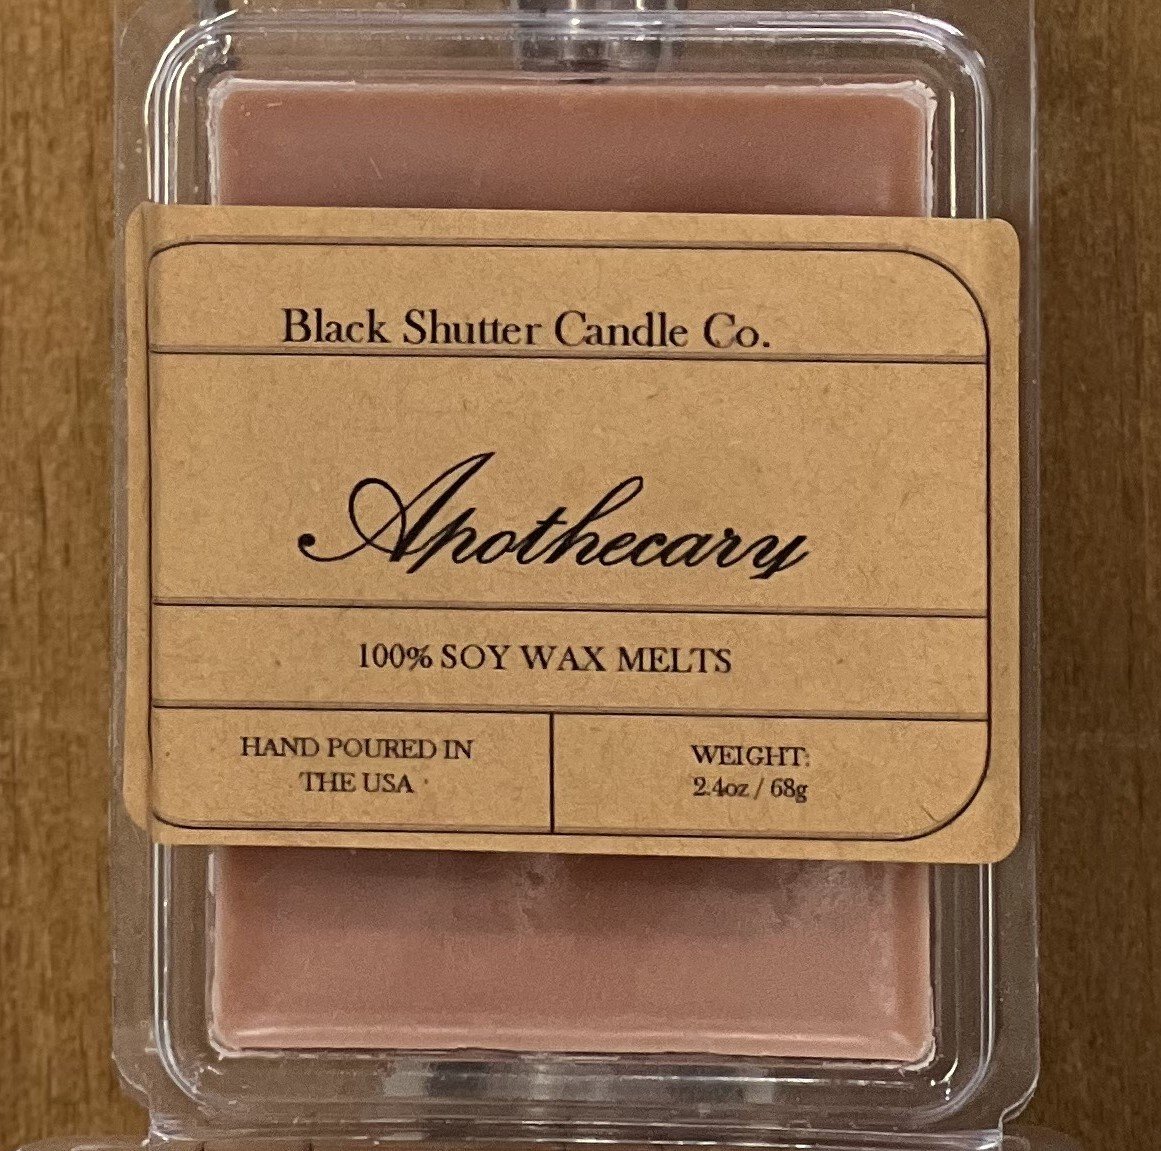 Black Shutter Candle Co.
Apothecary
100% SOY WAX MELTS
HAND POURED IN
THE USA
WEIGHT:
2.4oz / 68g